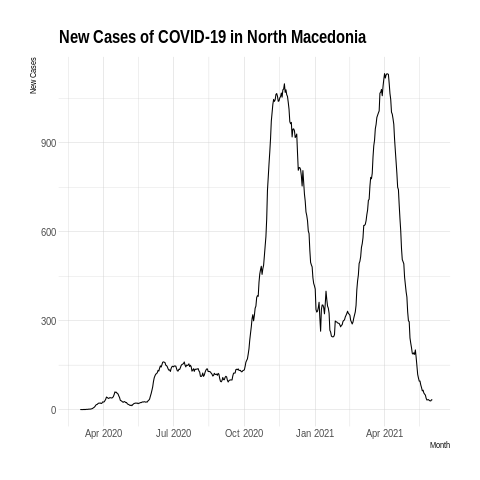 New Cases of COVID-19 in North Macedonia
New Cases
900
600
300
0
Apr 2020 Jul 2020 Oct 2020 Jan 2021 Apr 2021
Month